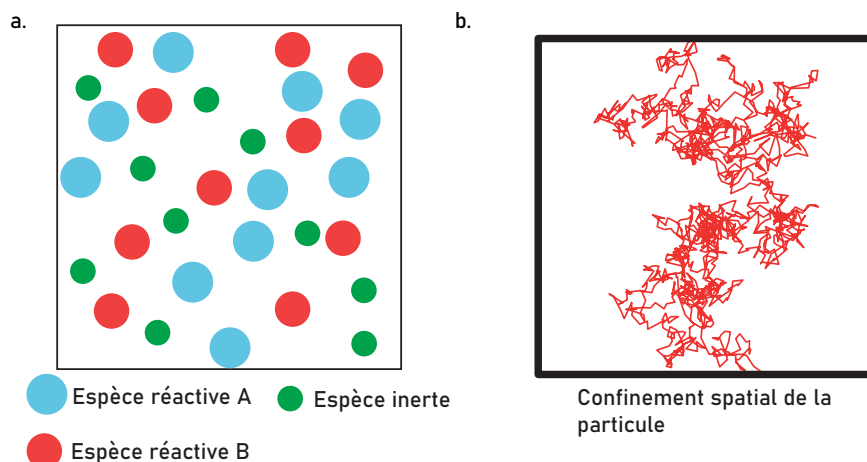 a.
b.
Espèce réactive A
Espèce inerte
Espèce réactive B
Confinement spatial de la
particule